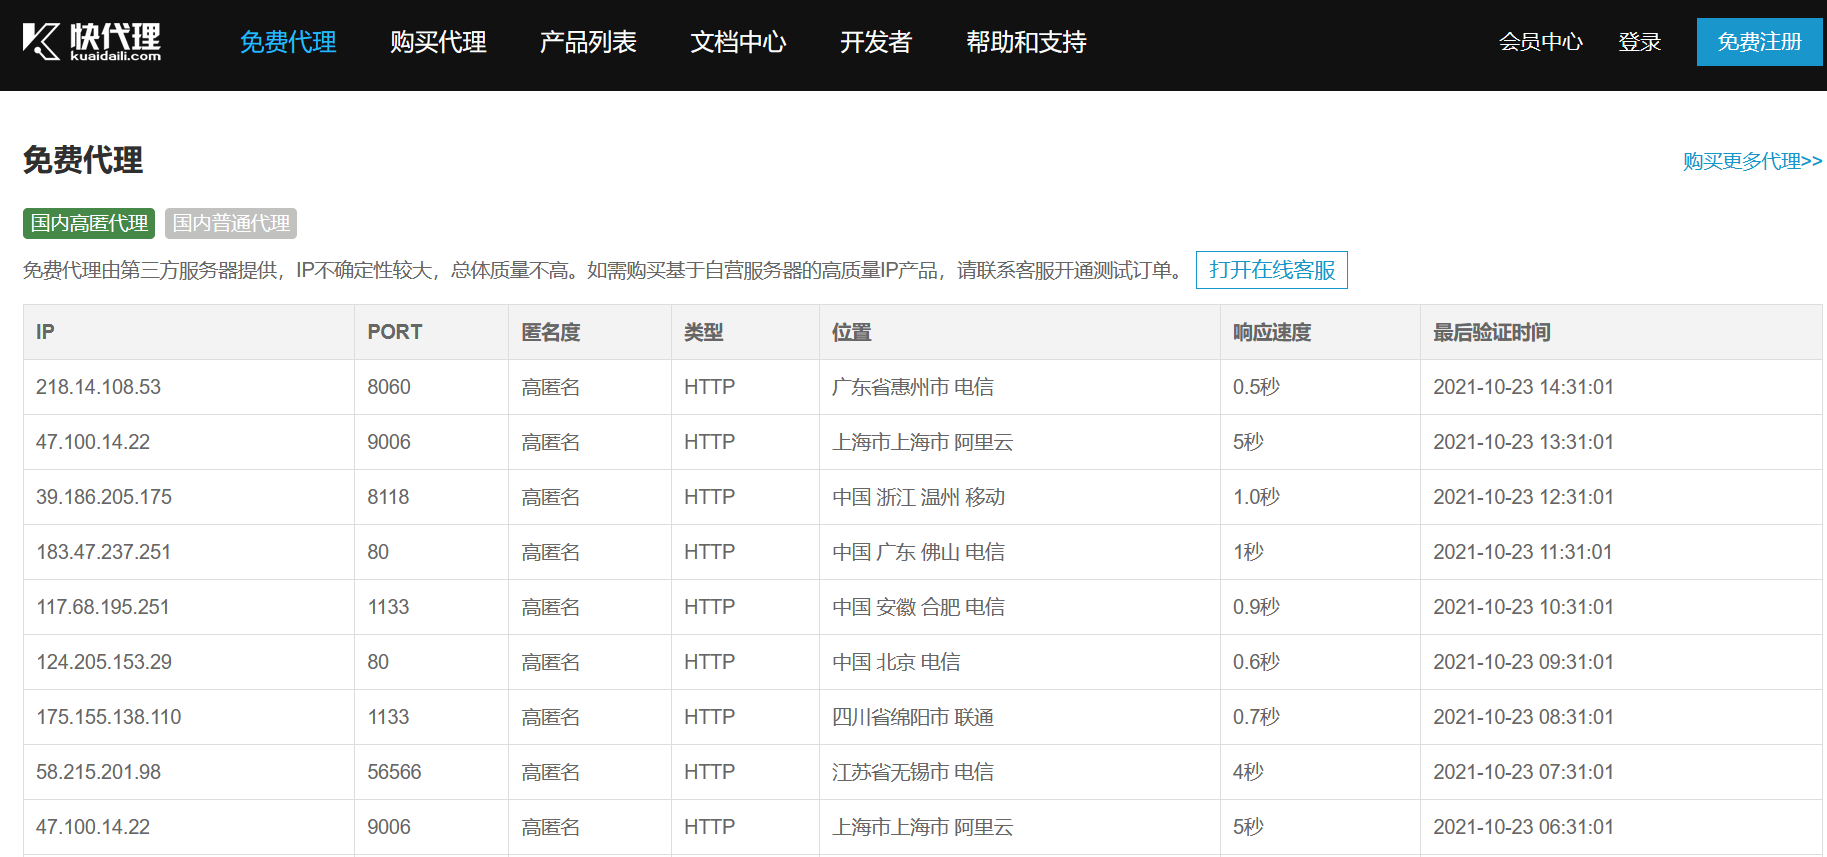 快代理 kuaidaili.com 免费代理 购买代理 产品列表 文档中心 开发者 帮助和支持 会员中心 登录 免费注册
免费代理 购买更多代理>>
国内高匿代理 国内普通代理
免费代理由第三方服务器提供，IP不确定性较大，总体质量不高。如需购买基于自营服务器的高质量IP产品，请联系客服开通测试订单。 打开在线客服
IP PORT 匿名度 类型 位置 响应速度 最后验证时间
218.14.108.53 8060 高匿名 HTTP 广东省惠州市 电信 0.5秒 2021-10-23 14:31:01
47.100.14.22 9006 高匿名 HTTP 上海市上海市 阿里云 5秒 2021-10-23 13:31:01
39.186.205.175 8118 高匿名 HTTP 中国 浙江 温州 移动 1.0秒 2021-10-23 12:31:01
183.47.237.251 80 高匿名 HTTP 中国 广东 佛山 电信 1秒 2021-10-23 11:31:01
117.68.195.251 1133 高匿名 HTTP 中国 安徽 合肥 电信 0.9秒 2021-10-23 10:31:01
124.205.153.29 80 高匿名 HTTP 中国 北京 电信 0.6秒 2021-10-23 09:31:01
175.155.138.110 1133 高匿名 HTTP 四川省绵阳市 联通 0.7秒 2021-10-23 08:31:01
58.215.201.98 56566 高匿名 HTTP 江苏省无锡市 电信 4秒 2021-10-23 07:31:01
47.100.14.22 9006 高匿名 HTTP 上海市上海市 阿里云 5秒 2021-10-23 06:31:01